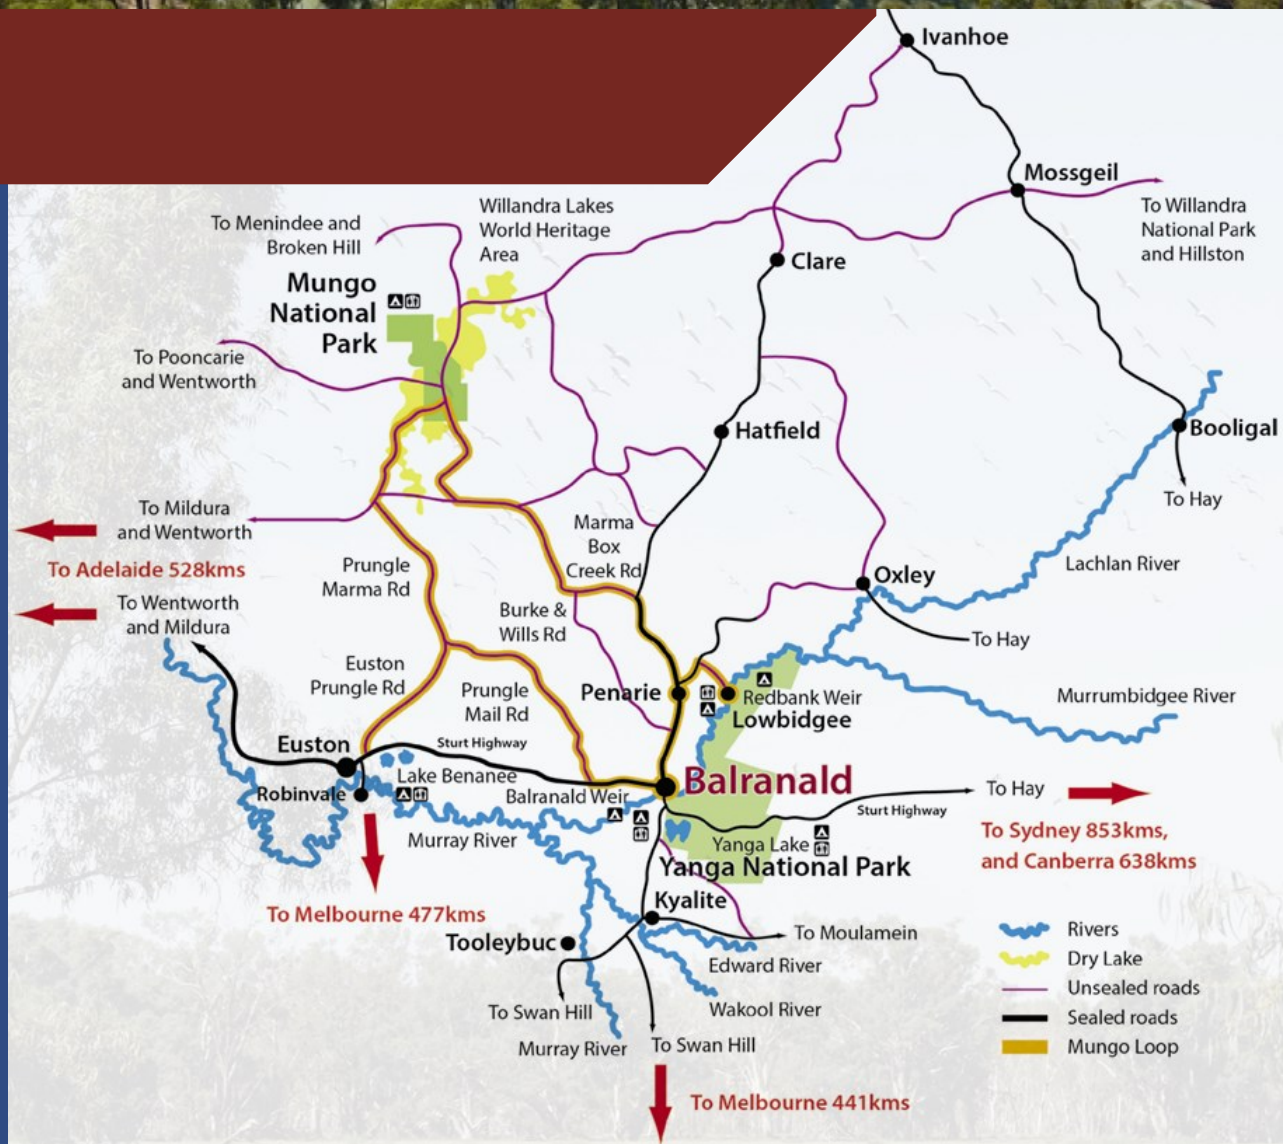 Ivanhoe
Mossgeil
To Willandra
National Park
and Hillston
To Menindee and
Broken Hill
Willandra Lakes
World Heritage
Area
Clare
Mungo
National
Park
To Pooncarie
and Wentworth
Hatfield
Booligal
To Hay
To Mildura
and Wentworth
Marma
Box
Creek Rd
Lachlan River
To Adelaide 528kms
Prungle
Marma Rd
Oxley
To Wentworth
and Mildura
Burke &
Wills Rd
To Hay
Euston
Prungle Rd
Prungle
Mail Rd
Penarie
Redbank Weir
Lowbidgee
Murrumbidgee River
Euston
Sturt Highway
Robinvale
Lake Benanee
Balranald Weir
Balranald
To Hay
Sturt Highway
Murray River
Yanga Lake
Yanga National Park
To Sydney 853kms,
and Canberra 638kms
To Melbourne 477kms
Kyalite
Tooleybuc
To Moulamein
Edward River
Wakool River
To Swan Hill
Murray River
To Swan Hill
To Melbourne 441kms
Rivers
Dry Lake
Unsealed roads
Sealed roads
Mungo Loop